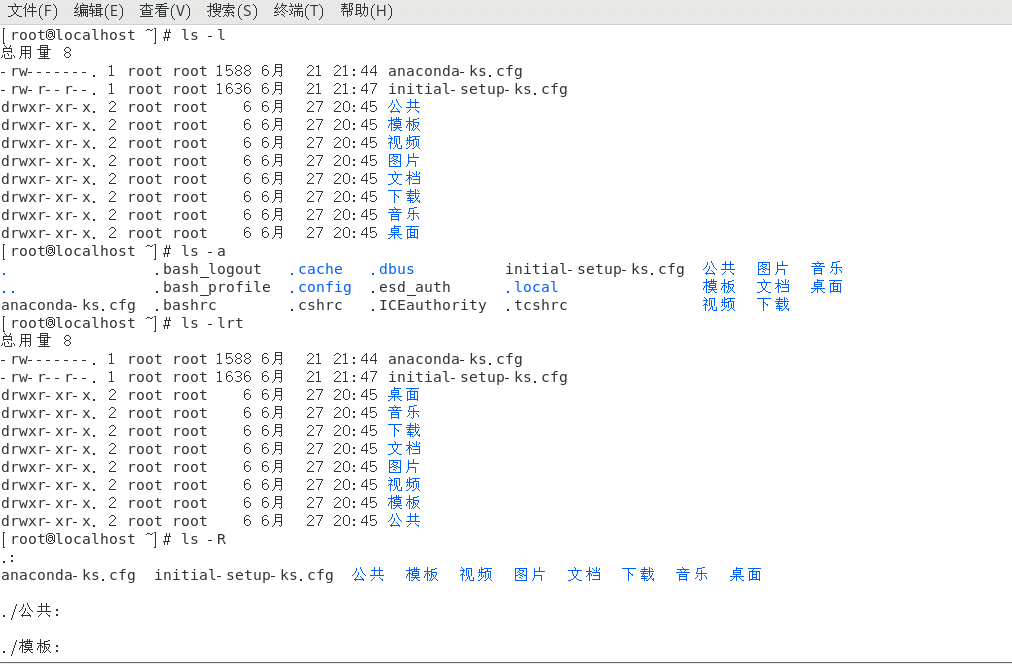 文件(F) 编辑(E) 查看(V) 搜索(S) 终端(T) 帮助(H)
[root@localhost ~]# ls -l
总用量 8
-rw-------. 1 root root 1588 6月  21 21:44 anaconda-ks.cfg
-rw-r--r--. 1 root root 1636 6月  21 21:47 initial-setup-ks.cfg
drwxr-xr-x. 2 root root    6 6月  27 20:45 公共
drwxr-xr-x. 2 root root    6 6月  27 20:45 模板
drwxr-xr-x. 2 root root    6 6月  27 20:45 视频
drwxr-xr-x. 2 root root    6 6月  27 20:45 图片
drwxr-xr-x. 2 root root    6 6月  27 20:45 文档
drwxr-xr-x. 2 root root    6 6月  27 20:45 下载
drwxr-xr-x. 2 root root    6 6月  27 20:45 音乐
drwxr-xr-x. 2 root root    6 6月  27 20:45 桌面
[root@localhost ~]# ls -a
.                .bash_logout   .cache   .dbus          initial-setup-ks.cfg  公共  图片  音乐
..               .bash_profile  .config  .esd_auth      .local                模板  文档  桌面
anaconda-ks.cfg  .bashrc        .cshrc   .ICEauthority  .tcshrc               视频  下载
[root@localhost ~]# ls -lrt
总用量 8
-rw-------. 1 root root 1588 6月  21 21:44 anaconda-ks.cfg
-rw-r--r--. 1 root root 1636 6月  21 21:47 initial-setup-ks.cfg
drwxr-xr-x. 2 root root    6 6月  27 20:45 桌面
drwxr-xr-x. 2 root root    6 6月  27 20:45 音乐
drwxr-xr-x. 2 root root    6 6月  27 20:45 下载
drwxr-xr-x. 2 root root    6 6月  27 20:45 文档
drwxr-xr-x. 2 root root    6 6月  27 20:45 图片
drwxr-xr-x. 2 root root    6 6月  27 20:45 视频
drwxr-xr-x. 2 root root    6 6月  27 20:45 模板
drwxr-xr-x. 2 root root    6 6月  27 20:45 公共
[root@localhost ~]# ls -R
.:
anaconda-ks.cfg  initial-setup-ks.cfg  公共  模板  视频  图片  文档  下载  音乐  桌面
./公共:
./模板: